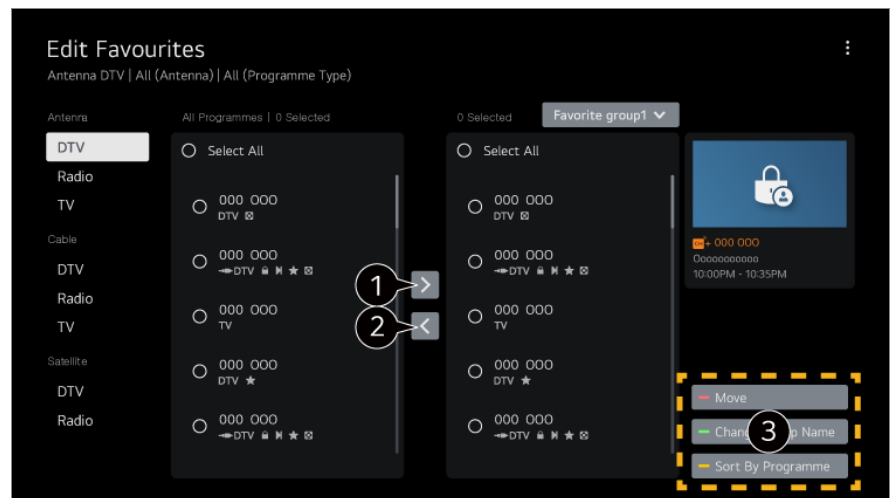 Edit Favourites
Antenna DTV | All (Antenna) | All (Programme Type)
Antenna
DTV
Radio
TV
Cable
DTV
Radio
TV
Satellite
DTV
Radio
All Programmes | 0 Selected
Select All
000 000
DTV
000 000
DTV
000 000
TV
000 000
DTV
000 000
DTV
1
2
0 Selected
Favorite group1
Select All
000 000
DTV
000 000
DTV
000 000
TV
000 000
DTV
000 000
DTV
CH+ 000 000
Ooooooooooo
10:00PM - 10:35PM
Move
3
Name
Sort By Programme